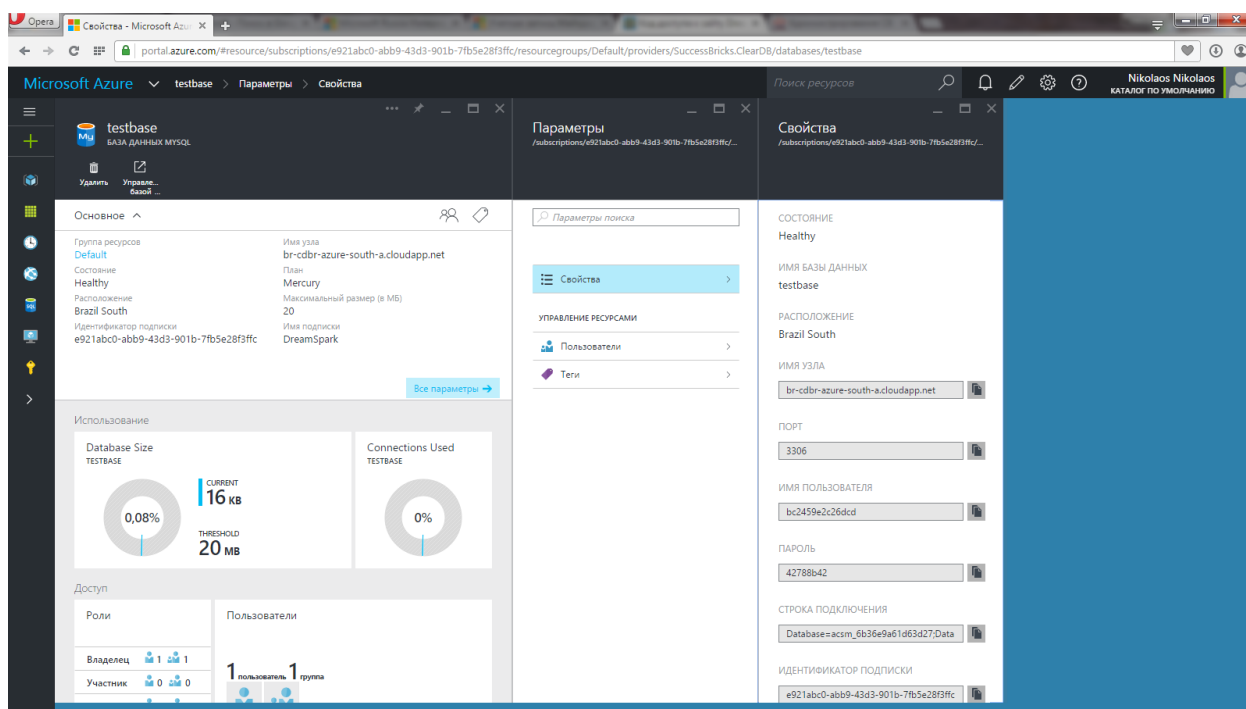 Opera
Свойства - Microsoft Azur
portal.azure.com/#resource/subscriptions/e921abc0-abb9-43d3-901b-7fb5e28f3ffc/resourcegroups/Default/providers/SuccessBricks.ClearDB/databases/testbase
Microsoft Azure testbase > Параметры > Свойства
Поиск ресурсов
Nikolaos Nikolaos
КАТАЛОГ ПО УМОЛЧАНИЮ
testbase
БАЗА ДАННЫХ MYSQL
Удалить
Управле...
базой ...
Основное
Группа ресурсов
Default
Состояние
Healthy
Расположение
Brazil South
Идентификатор подписки
e921abc0-abb9-43d3-901b-7fb5e28f3ffc
Имя узла
br-cdbr-azure-south-a.cloudapp.net
План
Mercury
Максимальный размер (в МБ)
20
Имя подписки
DreamSpark
Все параметры
Использование
Database Size
TESTBASE
0,08%
CURRENT
16 KB
THRESHOLD
20 MB
Connections Used
TESTBASE
0%
Доступ
Роли
Владелец 1 1
Участник 0 0
Пользователи
1 пользователь 1 группа
Параметры
/subscriptions/e921abc0-abb9-43d3-901b-7fb5e28f3ffc/...
Параметры поиска
Свойства
УПРАВЛЕНИЕ РЕСУРСАМИ
Пользователи
Теги
Свойства
/subscriptions/e921abc0-abb9-43d3-901b-7fb5e28f3ffc/...
СОСТОЯНИЕ
Healthy
ИМЯ БАЗЫ ДАННЫХ
testbase
РАСПОЛОЖЕНИЕ
Brazil South
ИМЯ УЗЛА
br-cdbr-azure-south-a.cloudapp.net
ПОРТ
3306
ИМЯ ПОЛЬЗОВАТЕЛЯ
bc2459e2c26dcd
ПАРОЛЬ
42788b42
СТРОКА ПОДКЛЮЧЕНИЯ
Database=acsm_6b36e9a61d63d27;Data
ИДЕНТИФИКАТОР ПОДПИСКИ
e921abc0-abb9-43d3-901b-7fb5e28f3ffc